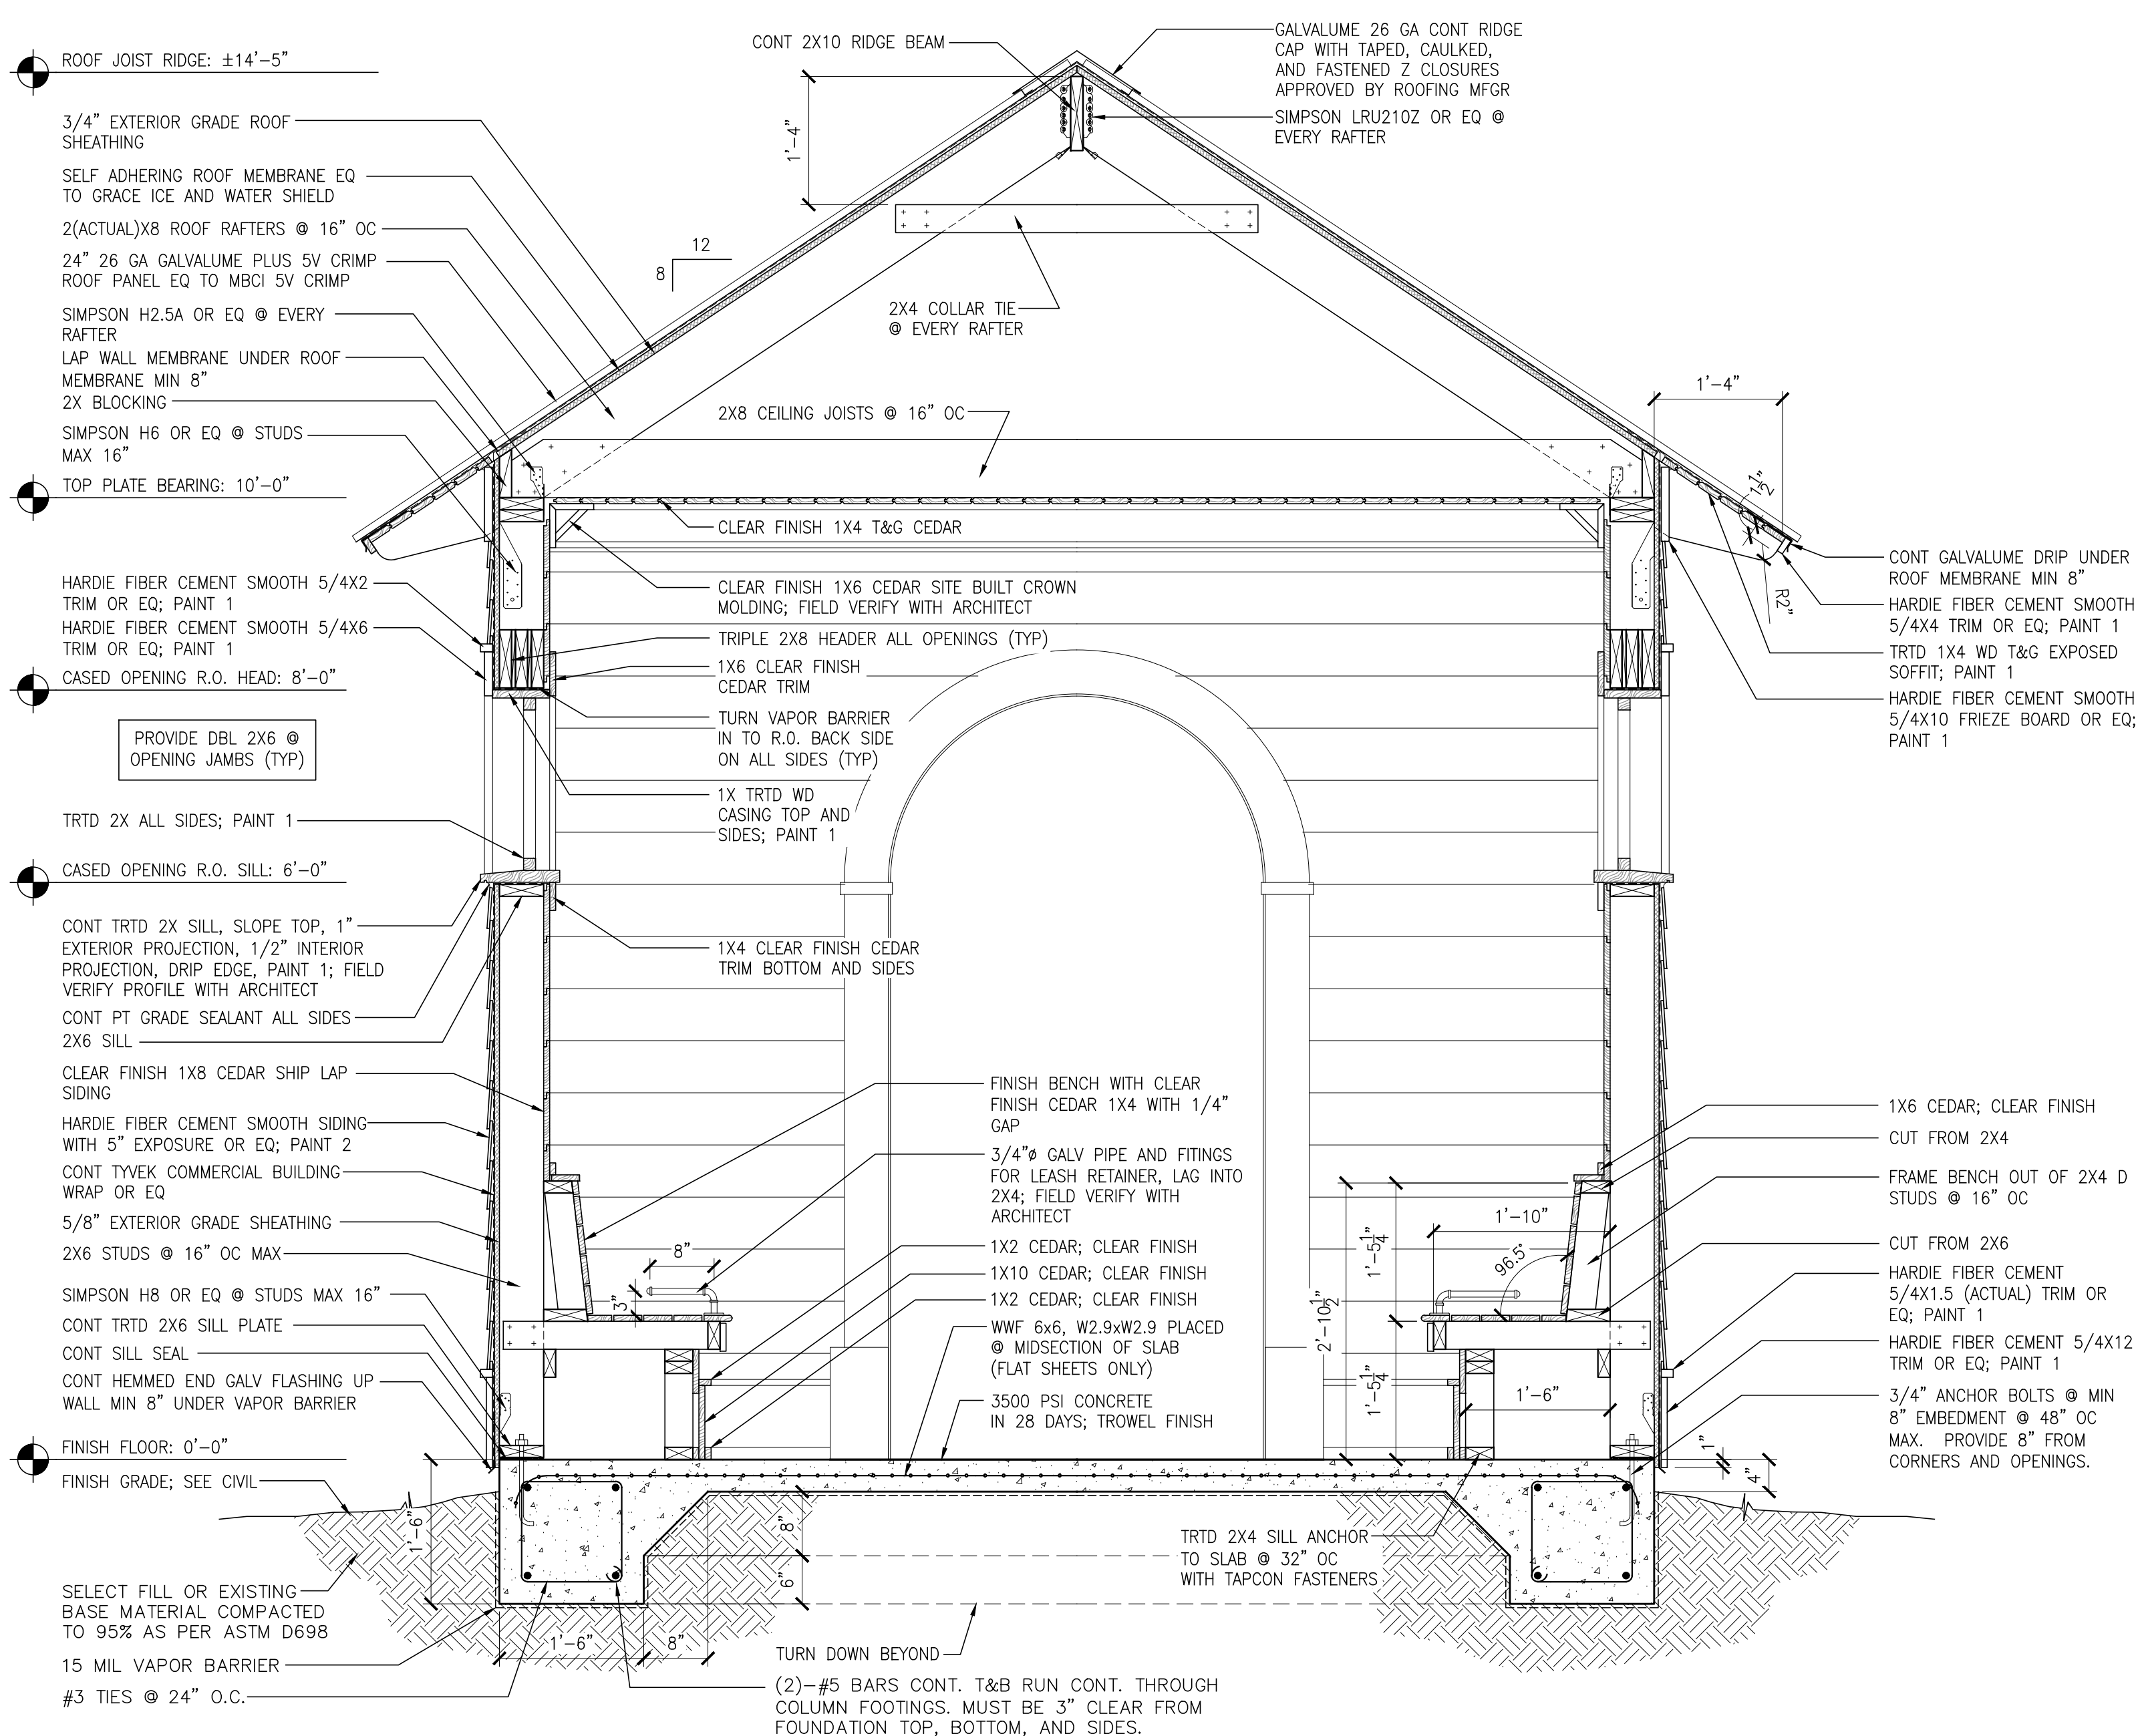 ROOF JOIST RIDGE: ±14'-5"
3/4" EXTERIOR GRADE ROOF
SHEATHING
SELF ADHERING ROOF MEMBRANE EQ
TO GRACE ICE AND WATER SHIELD
2(ACTUAL)X8 ROOF RAFTERS @ 16" OC
24" 26 GA GALVALUME PLUS 5V CRIMP
ROOF PANEL EQ TO MBCI 5V CRIMP
SIMPSON H2.5A OR EQ @ EVERY
RAFTER
LAP WALL MEMBRANE UNDER ROOF
MEMBRANE MIN 8"
2X BLOCKING
SIMPSON H6 OR EQ @ STUDS
MAX 16"
TOP PLATE BEARING: 10'-0"
HARDIE FIBER CEMENT SMOOTH 5/4X2
TRIM OR EQ; PAINT 1
HARDIE FIBER CEMENT SMOOTH 5/4X6
TRIM OR EQ; PAINT 1
CASED OPENING R.O. HEAD: 8'-0"
PROVIDE DBL 2X6 @
OPENING JAMBS (TYP)
TRTD 2X ALL SIDES; PAINT 1
CASED OPENING R.O. SILL: 6'-0"
CONT TRTD 2X SILL, SLOPE TOP, 1"
EXTERIOR PROJECTION, 1/2" INTERIOR
PROJECTION, DRIP EDGE, PAINT 1; FIELD
VERIFY PROFILE WITH ARCHITECT
CONT PT GRADE SEALANT ALL SIDES
2X6 SILL
CLEAR FINISH 1X8 CEDAR SHIP LAP
SIDING
HARDIE FIBER CEMENT SMOOTH SIDING
WITH 5" EXPOSURE OR EQ; PAINT 2
CONT TYVEK COMMERCIAL BUILDING
WRAP OR EQ
5/8" EXTERIOR GRADE SHEATHING
2X6 STUDS @ 16" OC MAX
SIMPSON H8 OR EQ @ STUDS MAX 16"
CONT TRTD 2X6 SILL PLATE
CONT SILL SEAL
CONT HEMMED END GALV FLASHING UP
WALL MIN 8" UNDER VAPOR BARRIER
FINISH FLOOR: 0'-0"
FINISH GRADE; SEE CIVIL
SELECT FILL OR EXISTING
BASE MATERIAL COMPACTED
TO 95% AS PER ASTM D698
15 MIL VAPOR BARRIER
#3 TIES @ 24" O.C.
CONT 2X10 RIDGE BEAM
1'-4"
12
8
2X4 COLLAR TIE
@ EVERY RAFTER
2X8 CEILING JOISTS @ 16" OC
CLEAR FINISH 1X4 T&G CEDAR
CLEAR FINISH 1X6 CEDAR SITE BUILT CROWN
MOLDING; FIELD VERIFY WITH ARCHITECT
TRIPLE 2X8 HEADER ALL OPENINGS (TYP)
1X6 CLEAR FINISH
CEDAR TRIM
TURN VAPOR BARRIER
IN TO R.O. BACK SIDE
ON ALL SIDES (TYP)
1X TRTD WD
CASING TOP AND
SIDES; PAINT 1
1X4 CLEAR FINISH CEDAR
TRIM BOTTOM AND SIDES
FINISH BENCH WITH CLEAR
FINISH CEDAR 1X4 WITH 1/4"
GAP
3/4"ø GALV PIPE AND FITINGS
FOR LEASH RETAINER, LAG INTO
2X4; FIELD VERIFY WITH
ARCHITECT
1X2 CEDAR; CLEAR FINISH
1X10 CEDAR; CLEAR FINISH
1X2 CEDAR; CLEAR FINISH
WWF 6x6, W2.9xW2.9 PLACED
@ MIDSECTION OF SLAB
(FLAT SHEETS ONLY)
3500 PSI CONCRETE
IN 28 DAYS; TROWEL FINISH
8"
3"
1'-6"
1'-6"
8"
8"
6"
TURN DOWN BEYOND
(2)-#5 BARS CONT. T&B RUN CONT. THROUGH
COLUMN FOOTINGS. MUST BE 3" CLEAR FROM
FOUNDATION TOP, BOTTOM, AND SIDES.
TRTD 2X4 SILL ANCHOR
TO SLAB @ 32" OC
WITH TAPCON FASTENERS
2'-10 1/2"
1'-5 1/4"
1'-5 1/4"
1'-10"
96.5°
1'-6"
1"
4"
GALVALUME 26 GA CONT RIDGE
CAP WITH TAPED, CAULKED,
AND FASTENED Z CLOSURES
APPROVED BY ROOFING MFGR
SIMPSON LRU210Z OR EQ @
EVERY RAFTER
1'-4"
1 1/2"
R2"
CONT GALVALUME DRIP UNDER
ROOF MEMBRANE MIN 8"
HARDIE FIBER CEMENT SMOOTH
5/4X4 TRIM OR EQ; PAINT 1
TRTD 1X4 WD T&G EXPOSED
SOFFIT; PAINT 1
HARDIE FIBER CEMENT SMOOTH
5/4X10 FRIEZE BOARD OR EQ;
PAINT 1
1X6 CEDAR; CLEAR FINISH
CUT FROM 2X4
FRAME BENCH OUT OF 2X4 D
STUDS @ 16" OC
CUT FROM 2X6
HARDIE FIBER CEMENT
5/4X1.5 (ACTUAL) TRIM OR
EQ; PAINT 1
HARDIE FIBER CEMENT 5/4X12
TRIM OR EQ; PAINT 1
3/4" ANCHOR BOLTS @ MIN
8" EMBEDMENT @ 48" OC
MAX. PROVIDE 8" FROM
CORNERS AND OPENINGS.